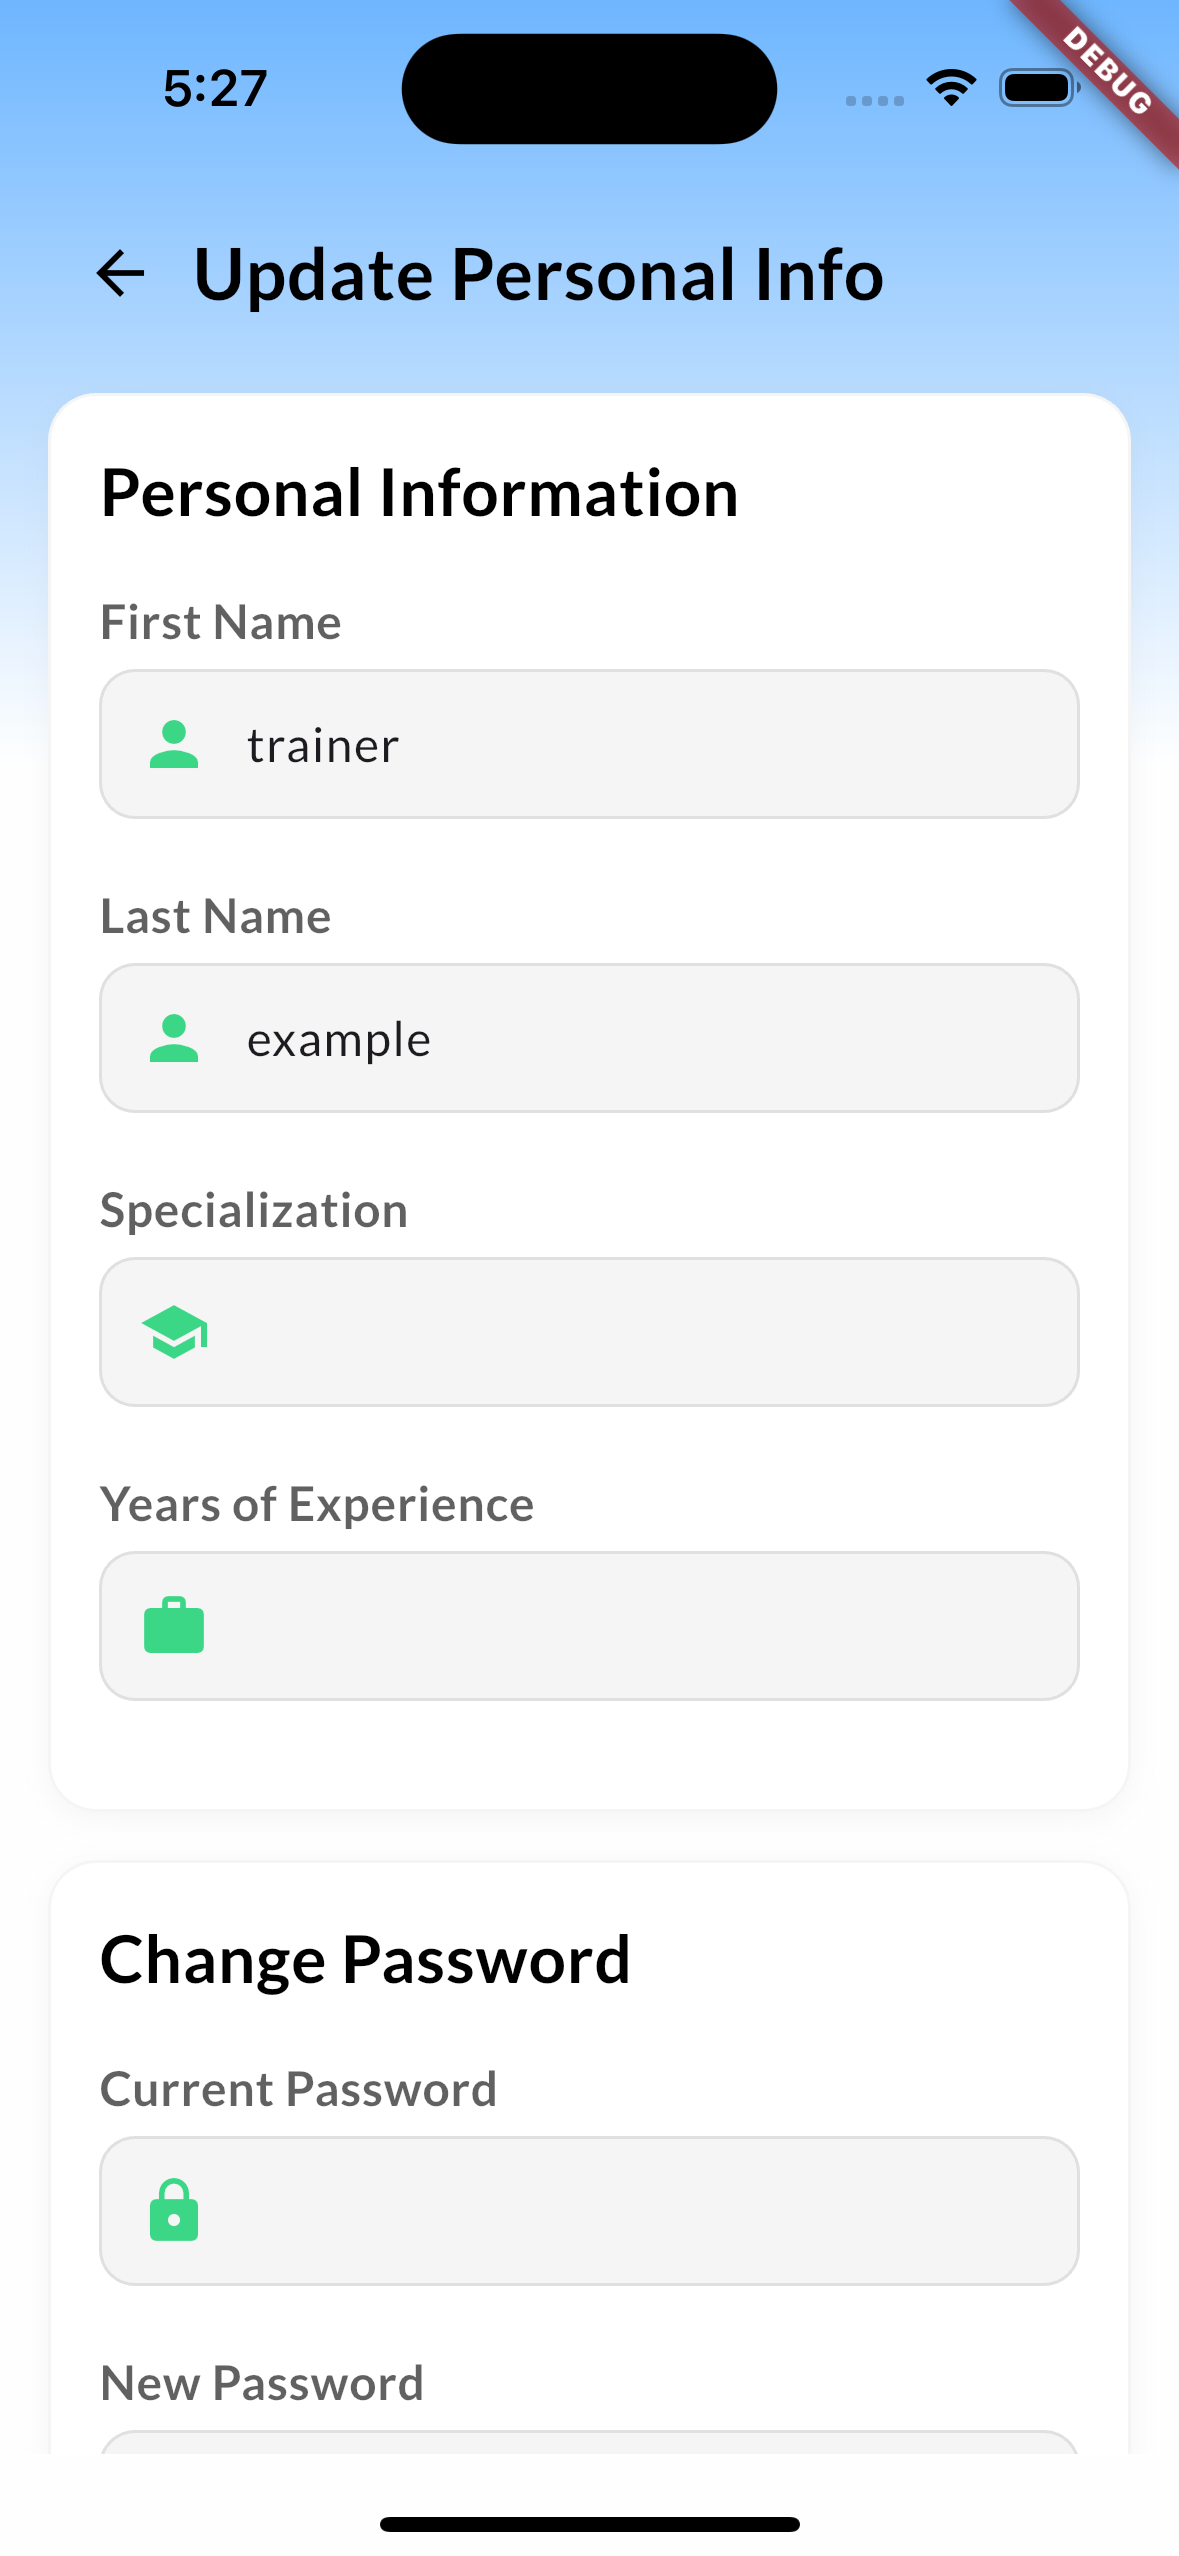 5:27
DEBUG
Update Personal Info
Personal Information
First Name
trainer
Last Name
example
Specialization
Years of Experience
Change Password
Current Password
New Password